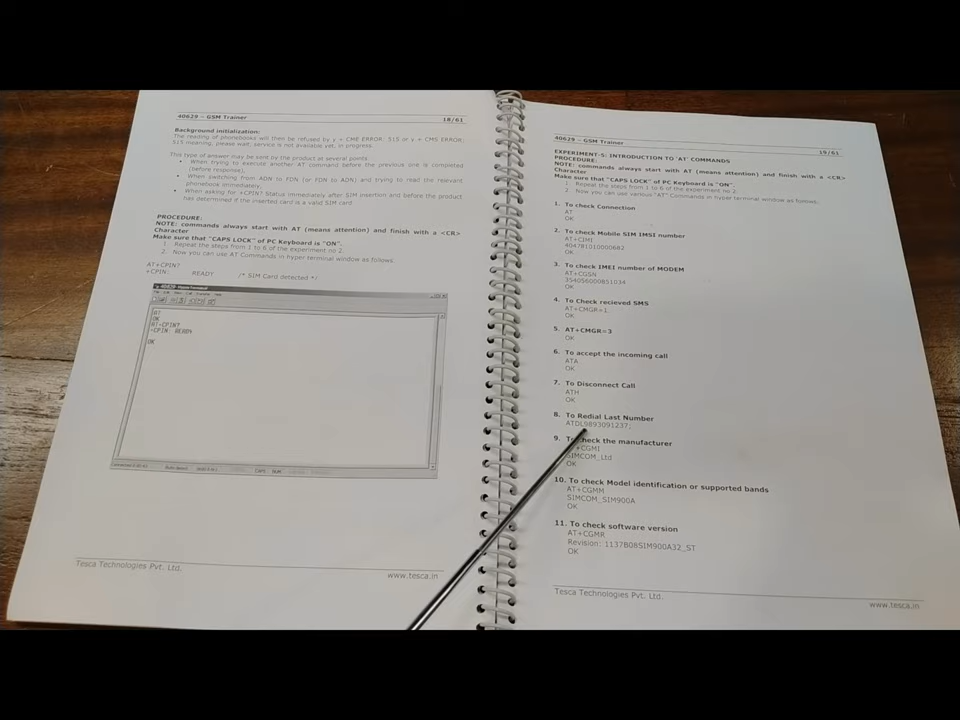 40629 – GSM Trainer 18/61
Background initialization:
The reading of phonebooks will then be refused by y + CME ERROR: 515 or y + CMS ERROR:
515 meaning, please wait, service is not available yet, in progress.
This type of answer may be sent by the product at several points
• When trying to execute another AT command before the previous one is completed
(before response),
• When switching from ADN to FDN (or FDN to ADN) and trying to read the relevant
phonebook immediately,
• When asking for +CPIN? Status immediately after SIM insertion and before the product
has determined if the inserted card is a valid SIM card
PROCEDURE:
NOTE: commands always start with AT (means attention) and finish with a <CR>
Character
Make sure that "CAPS LOCK" of PC Keyboard is "ON".
1. Repeat the steps from 1 to 6 of the experiment no 2.
2. Now you can use AT Commands in hyper terminal window as follows.
AT+CPIN?
+CPIN: READY /* SIM Card detected */
40629 - HyperTerminal
AT
OK
AT+CPIN?
+CPIN: READY
OK
Tesca Technologies Pvt. Ltd. www.tesca.in
40629 – GSM Trainer 19/61
EXPERIMENT-5: INTRODUCTION TO 'AT' COMMANDS
PROCEDURE:
NOTE: commands always start with AT (means attention) and finish with a <CR>
Character
Make sure that "CAPS LOCK" of PC Keyboard is "ON".
1. Repeat the steps from 1 to 6 of the experiment no 2.
2. Now you can use various "AT" Commands in hyper terminal window as follows:
1. To check Connection
AT
OK
2. To check Mobile SIM IMSI number
AT+CIMI
404781010000682
OK
3. To check IMEI number of MODEM
AT+CGSN
354056000851034
OK
4. To Check recieved SMS
AT+CMGR=1
OK
5. AT+CMGR=3
OK
6. To accept the incoming call
ATA
OK
7. To Disconnect Call
ATH
OK
8. To Redial Last Number
ATDL9893091237;
9. To check the manufacturer
+CGMI
SIMCOM_Ltd
OK
10. To check Model identification or supported bands
AT+CGMM
SIMCOM_SIM900A
OK
11. To check software version
AT+CGMR
Revision: 1137B08SIM900A32_ST
OK
Tesca Technologies Pvt. Ltd. www.tesca.in